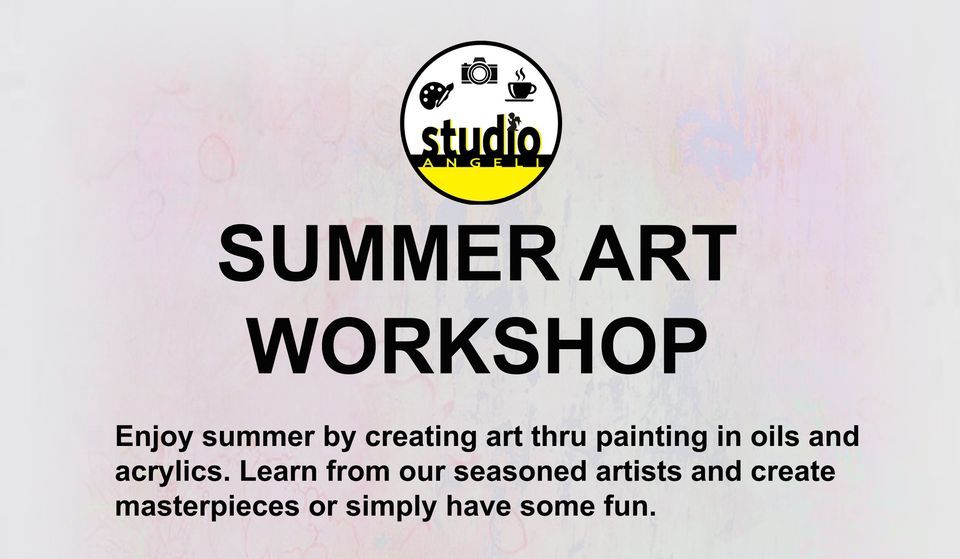 studio
ANGELI
SUMMER ART
WORKSHOP
Enjoy summer by creating art thru painting in oils and
acrylics. Learn from our seasoned artists and create
masterpieces or simply have some fun.